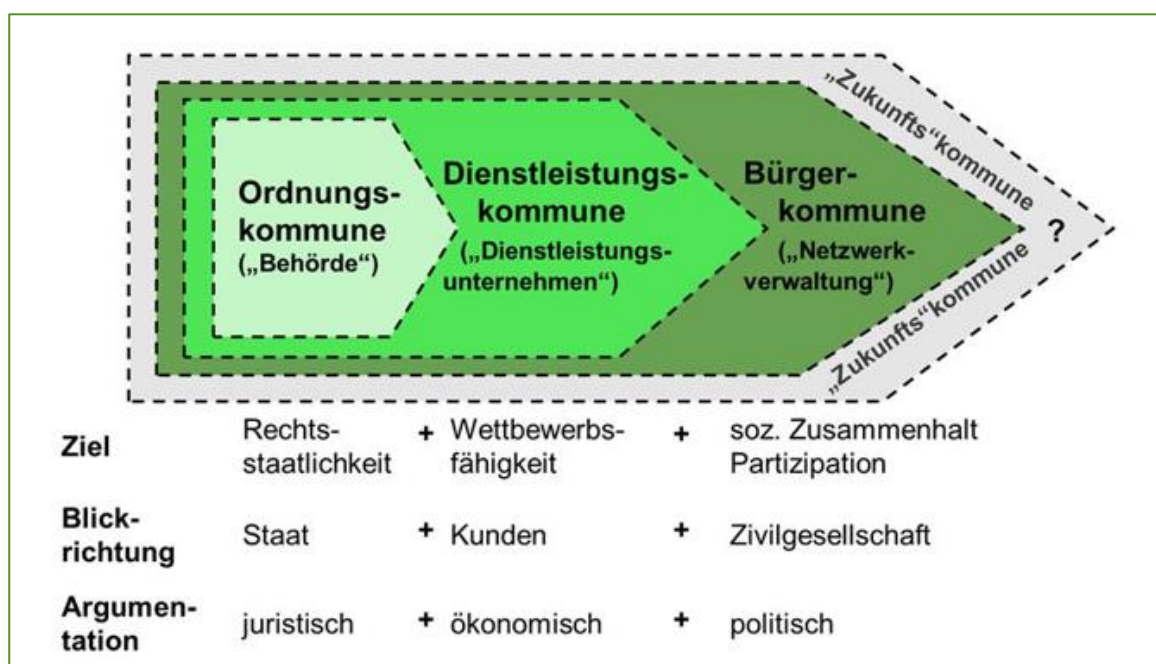 „Zukunfts“kommune
Ordnungs-
kommune
(„Behörde“)
Dienstleistungs-
kommune
(„Dienstleistungs-
unternehmen“)
Bürger-
kommune
(„Netzwerk-
verwaltung“)
?
„Zukunfts“kommune
Ziel
Rechts-
staatlichkeit
+
Wettbewerbs-
fähigkeit
+
soz. Zusammenhalt
Partizipation
Blick-
richtung
Staat
+
Kunden
+
Zivilgesellschaft
Argumen-
tation
juristisch
+
ökonomisch
+
politisch